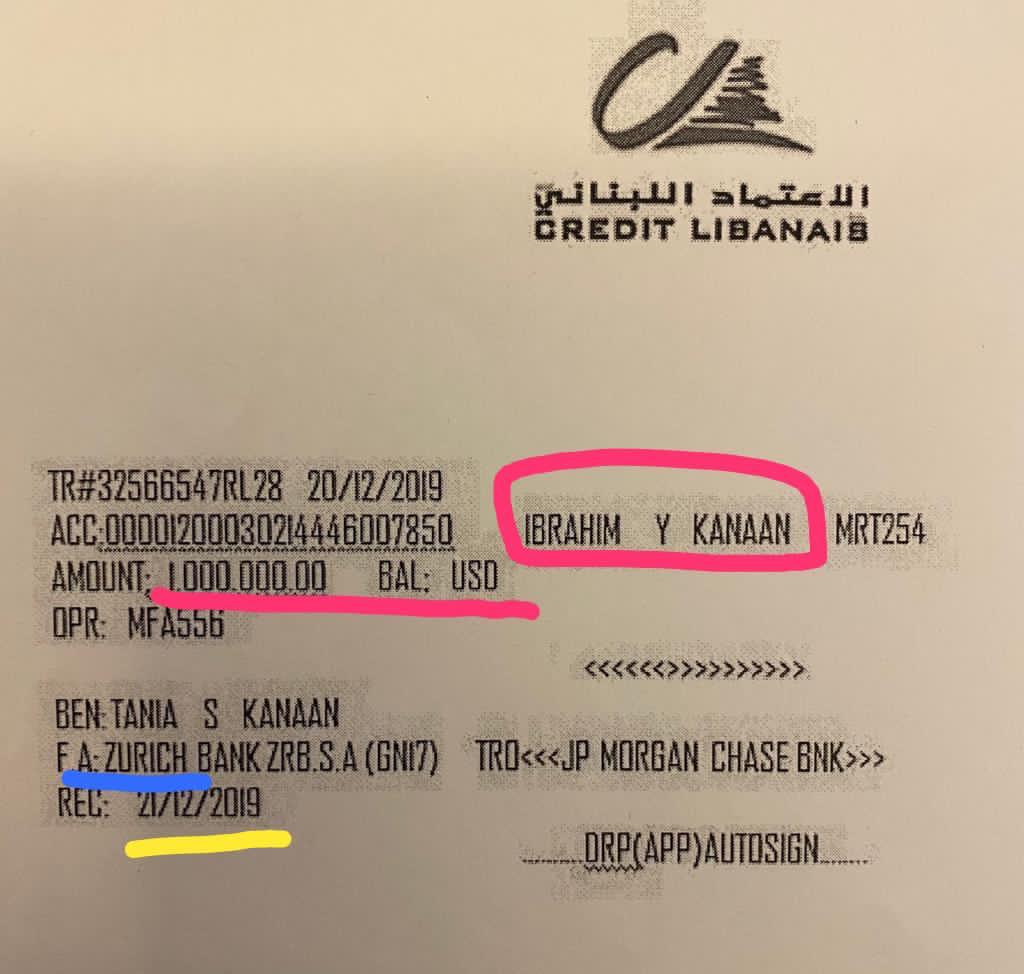 الاعتماد اللبناني
CREDIT LIBANAIS
TR#32566547RL28 20/12/2019
ACC:000012000302144446007850 IBRAHIM Y KANAAN MRT254
AMOUNT; 1.000.000.00 BAL; USD
OPR: MFA556
<<<<<<>>>>>>>>>>
BEN: TANIA S KANAAN
F A: ZURICH BANK ZRB.S.A (GN17) TRO<<<JP MORGAN CHASE BNK>>>
REC: 21/12/2019
........DRP(APP)AUTOSIGN......